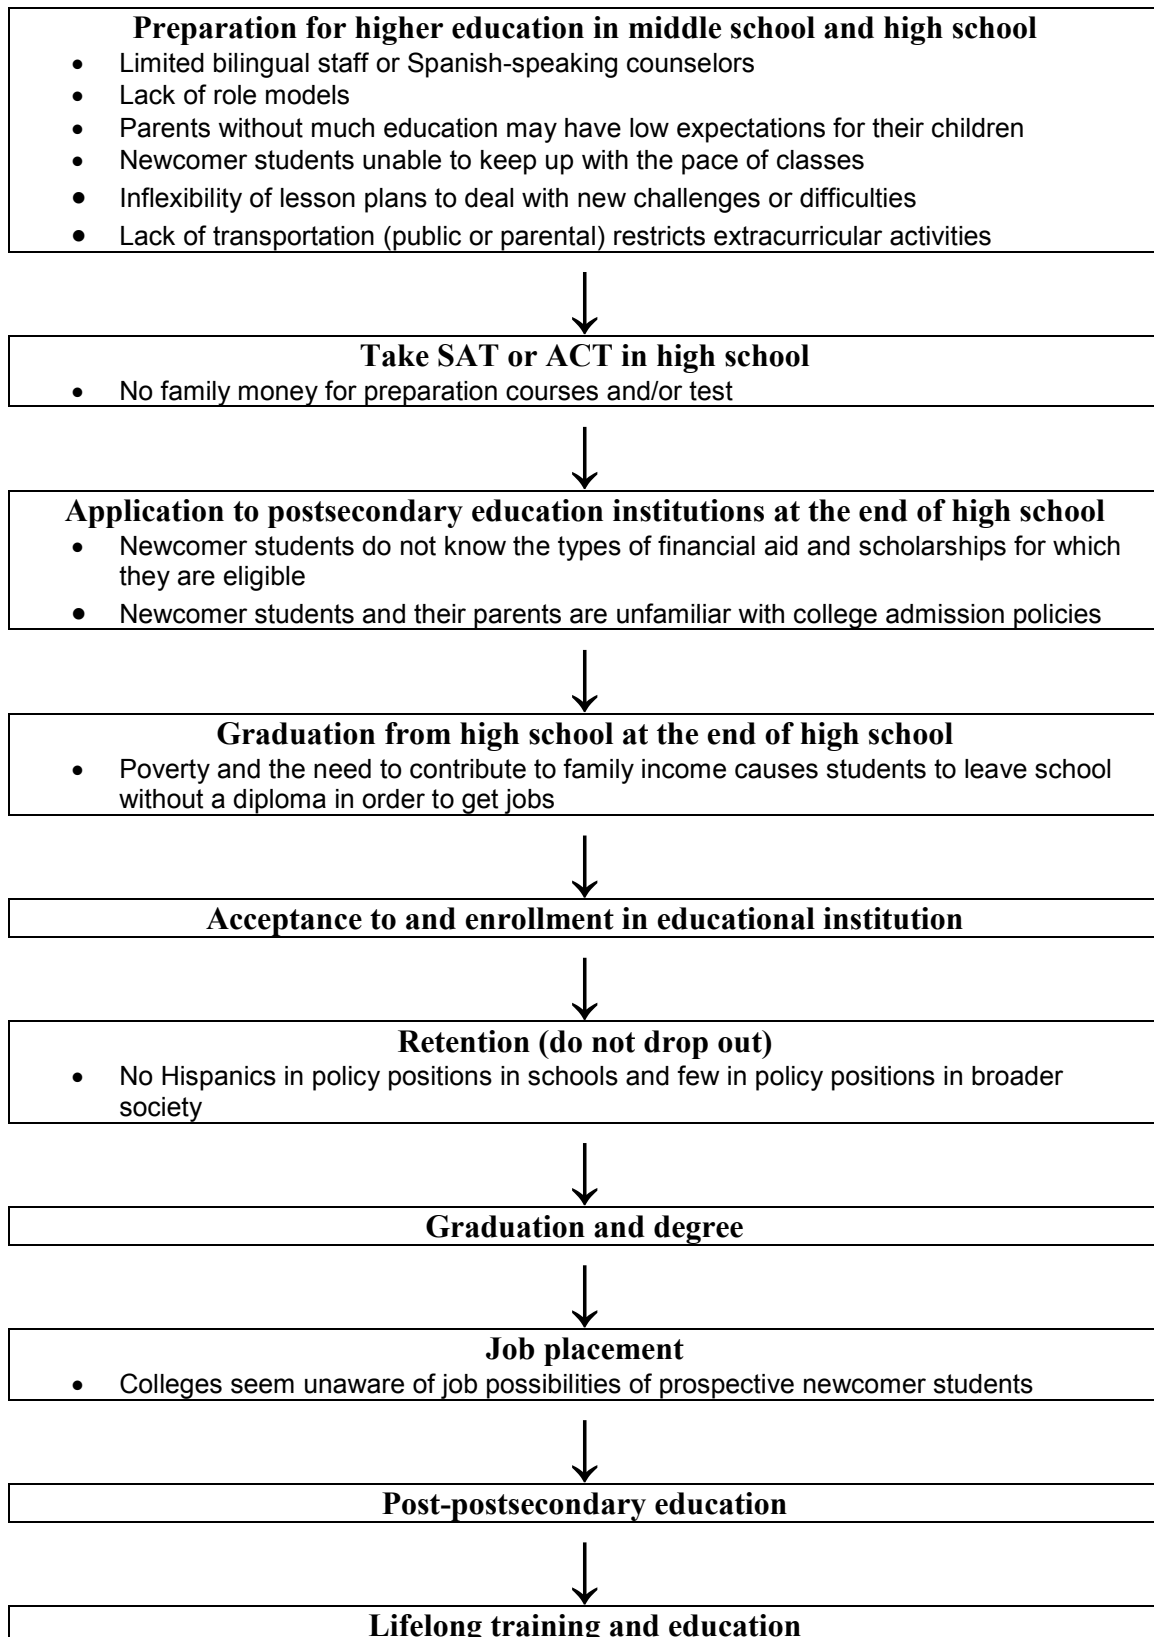 Preparation for higher education in middle school and high school
• Limited bilingual staff or Spanish-speaking counselors
• Lack of role models
• Parents without much education may have low expectations for their children
• Newcomer students unable to keep up with the pace of classes
• Inflexibility of lesson plans to deal with new challenges or difficulties
• Lack of transportation (public or parental) restricts extracurricular activities
Take SAT or ACT in high school
• No family money for preparation courses and/or test
Application to postsecondary education institutions at the end of high school
• Newcomer students do not know the types of financial aid and scholarships for which
they are eligible
• Newcomer students and their parents are unfamiliar with college admission policies
Graduation from high school at the end of high school
• Poverty and the need to contribute to family income causes students to leave school
without a diploma in order to get jobs
Acceptance to and enrollment in educational institution
Retention (do not drop out)
• No Hispanics in policy positions in schools and few in policy positions in broader
society
Graduation and degree
Job placement
• Colleges seem unaware of job possibilities of prospective newcomer students
Post-postsecondary education
Lifelong training and education